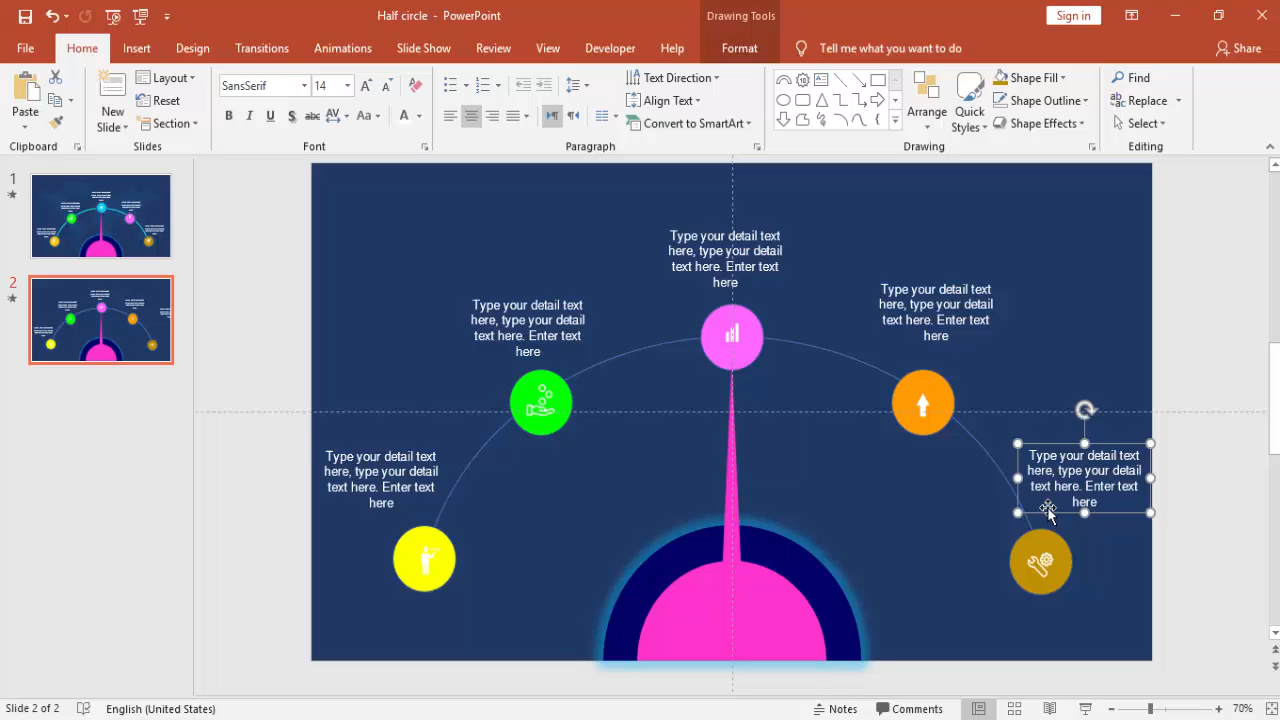 Half circle - PowerPoint
Drawing Tools
Sign in
File Home Insert Design Transitions Animations Slide Show Review View Developer Help Format Tell me what you want to do Share
Paste
New
Slide
Layout
Reset
Section
SansSerif 14
B I U S abc AV Aa A
Text Direction
Align Text
Convert to SmartArt
Arrange
Quick
Styles
Shape Fill
Shape Outline
Shape Effects
Find
Replace
Select
Clipboard Slides Font Paragraph Drawing Editing
1
2
Type your detail text
here, type your detail
text here. Enter text
here
Type your detail text
here, type your detail
text here. Enter text
here
Type your detail text
here, type your detail
text here. Enter text
here
Type your detail text
here, type your detail
text here. Enter text
here
Type your detail text
here, type your detail
text here. Enter text
here
Slide 2 of 2 English (United States) Notes Comments 70%